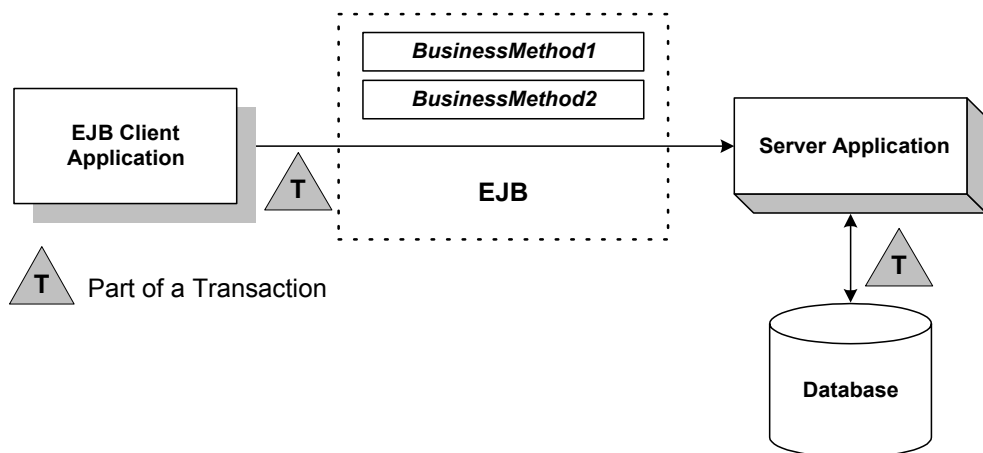 BusinessMethod1
BusinessMethod2
EJB Client
Application
Server Application
T
EJB
T
T
Part of a Transaction
Database